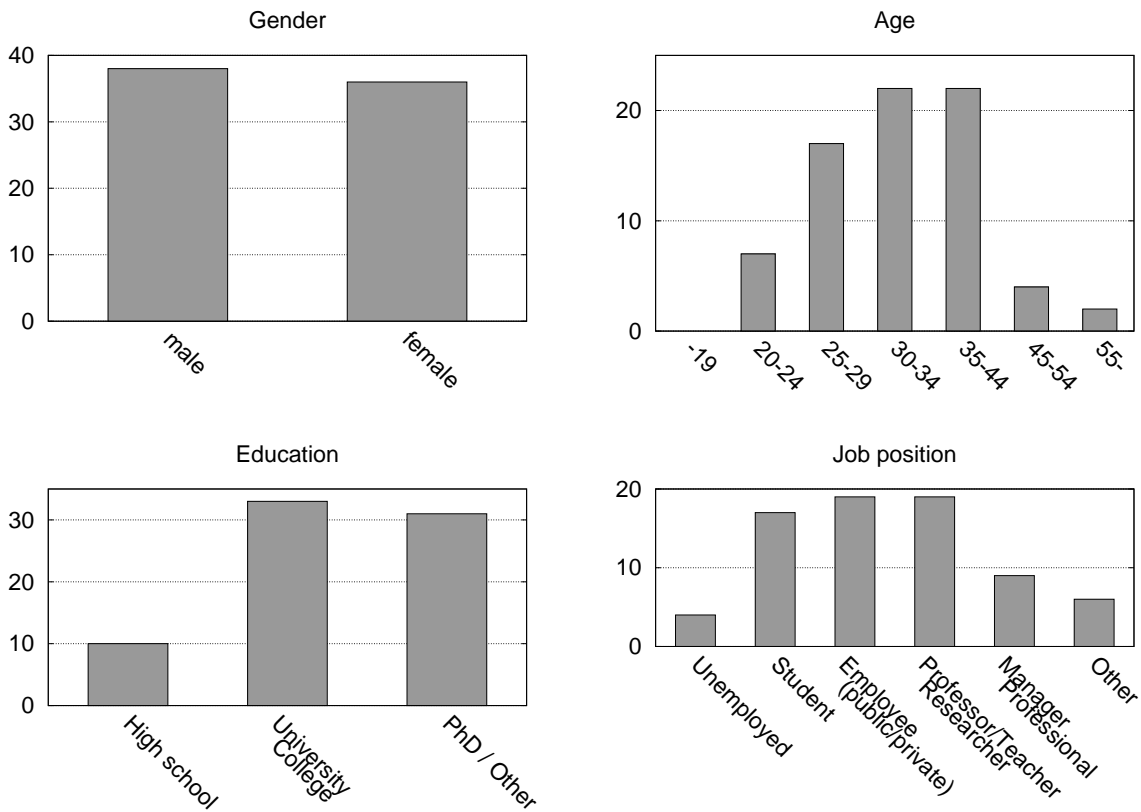 Gender
40
30
20
10
0
male
female
Age
20
10
0
-19
20-24
25-29
30-34
35-44
45-54
55-
Education
30
20
10
0
High school
University
College
PhD / Other
Job position
20
10
0
Unemployed
Student
Employee
(public/private)
Professor/Teacher
Researcher
Manager
Professional
Other